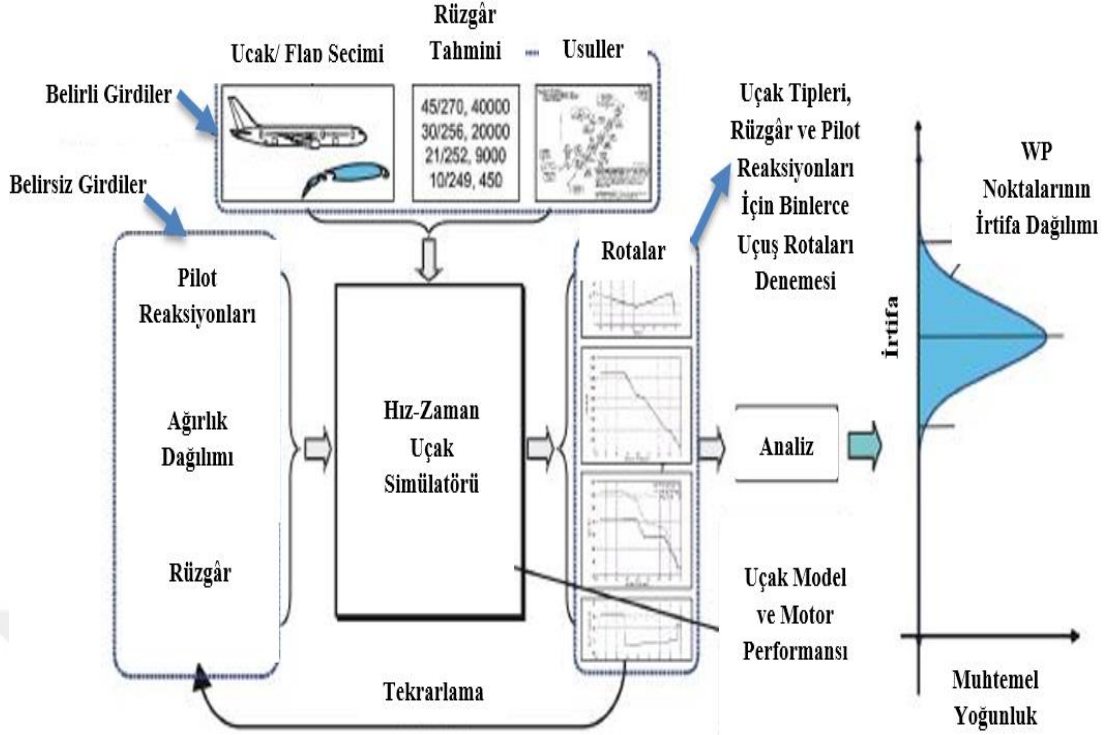 Rüzgâr
Tahmini
Uçak/ Flap Seçimi
Usuller
Belirli Girdiler
45/270, 40000
30/256, 20000
21/252, 9000
10/249, 450
Belirsiz Girdiler
Pilot
Reaksiyonları
Ağırlık
Dağılımı
Rüzgâr
Hız-Zaman
Uçak
Simülatörü
Rotalar
Uçak Tipleri,
Rüzgâr ve Pilot
Reaksiyonları
İçin Binlerce
Uçuş Rotaları
Denemesi
Analiz
Uçak Model
ve Motor
Performansı
Tekrarlama
WP
Noktalarının
İrtifa Dağılımı
İrtifa
Muhtemel
Yoğunluk